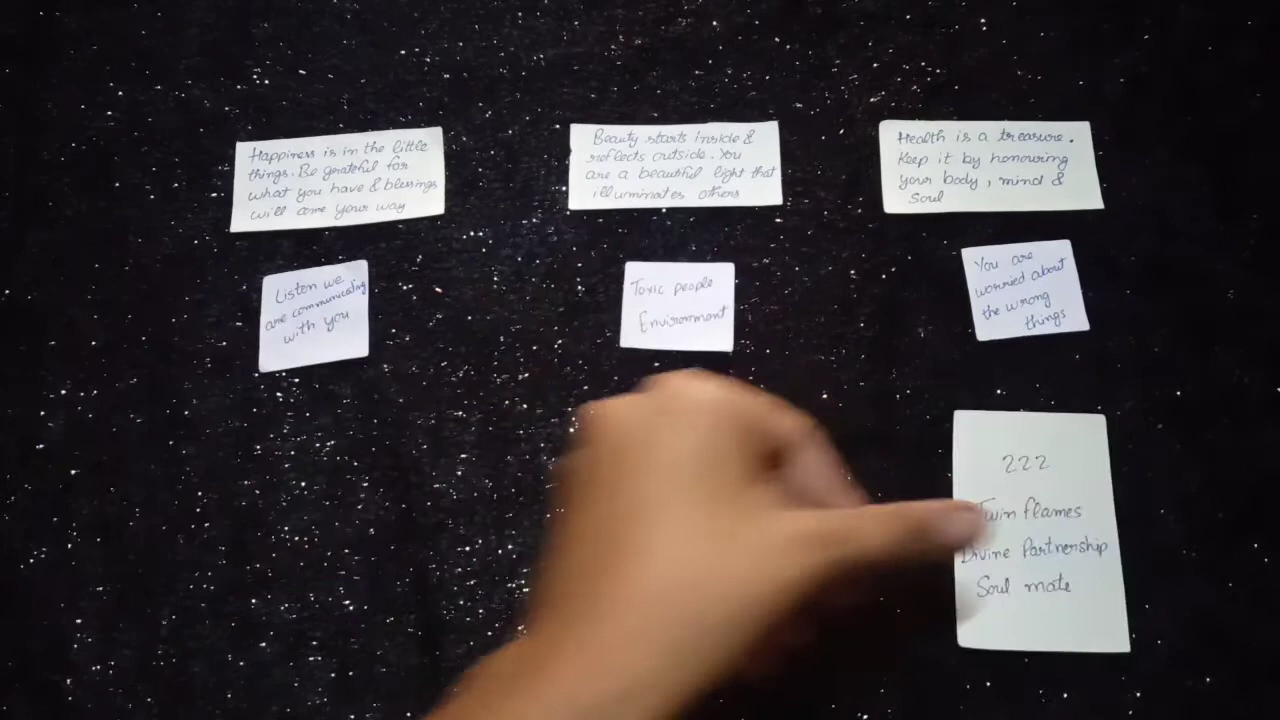 Happiness is in the little
things. Be grateful for
what you have & blessings
will come your way
Beauty starts inside &
reflects outside. You
are a beautiful light that
illuminates others
Health is a treasure.
Keep it by honouring
your body, mind &
Soul
Listen we
are communicating
with you
Toxic people
Environment
You are
worried about
the wrong
things
222
Twin flames
Divine Partnership
Soul mate